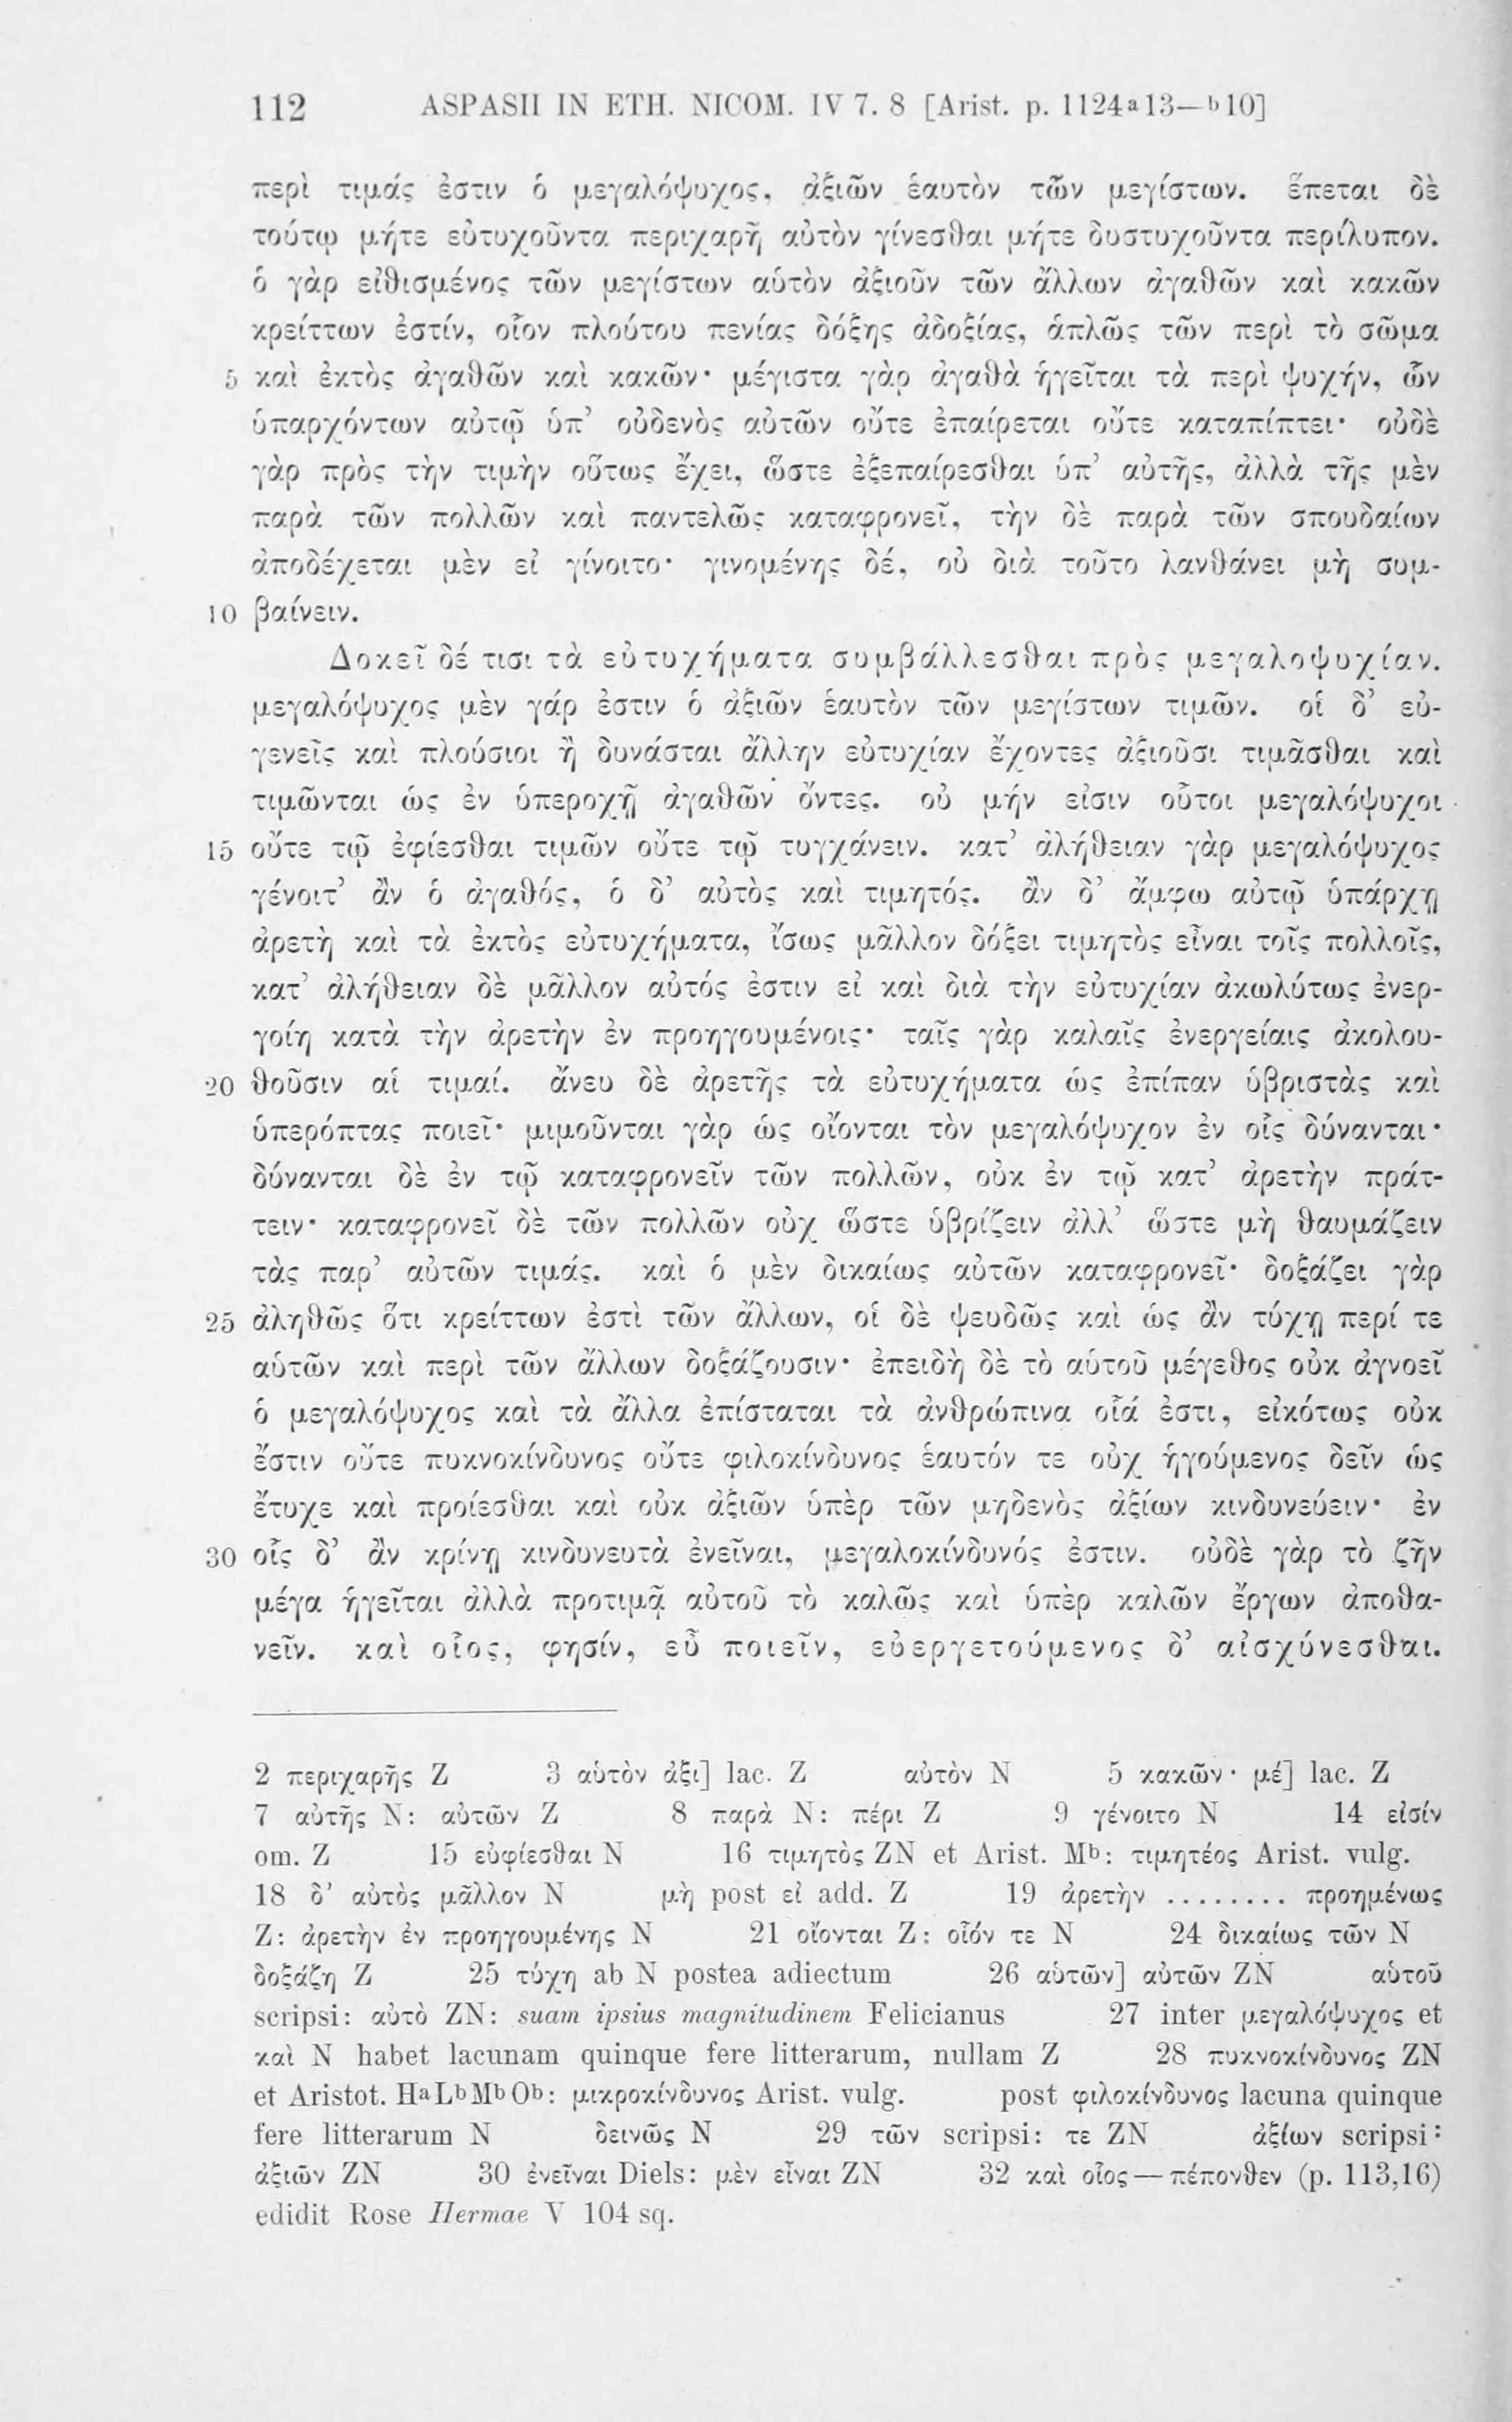 112 ASPASII IN ETH. NICOM. IV 7. 8 [Arist. p. 1124ᵃ13—ᵇ10]
περὶ τιμάς ἐστιν ὁ μεγαλόψυχος, ἀξιῶν ἑαυτὸν τῶν μεγίστων. ἕπεται δὲ
τούτῳ μήτε εὐτυχοῦντα περιχαρῆ αὐτὸν γίνεσθαι μήτε δυστυχοῦντα περίλυπον.
ὁ γὰρ εἰθισμένος τῶν μεγίστων αὑτὸν ἀξιοῦν τῶν ἄλλων ἀγαθῶν καὶ κακῶν
κρείττων ἐστίν, οἷον πλούτου πενίας δόξης ἀδοξίας, ἁπλῶς τῶν περὶ τὸ σῶμα
5 καὶ ἐκτὸς ἀγαθῶν καὶ κακῶν· μέγιστα γὰρ ἀγαθὰ ἡγεῖται τὰ περὶ ψυχήν, ὧν
ὑπαρχόντων αὐτῷ ὑπ’ οὐδενὸς αὐτῶν οὔτε ἐπαίρεται οὔτε καταπίπτει· οὐδὲ
γὰρ πρὸς τὴν τιμὴν οὕτως ἔχει, ὥστε ἐξεπαίρεσθαι ὑπ’ αὐτῆς, ἀλλὰ τῆς μὲν
παρὰ τῶν πολλῶν καὶ παντελῶς καταφρονεῖ, τὴν δὲ παρὰ τῶν σπουδαίων
ἀποδέχεται μὲν εἰ γίνοιτο· γινομένης δέ, οὐ διὰ τοῦτο λανθάνει μὴ συμ-
10 βαίνειν.
Δοκεῖ δέ τισι τὰ εὐτυχήματα συμβάλλεσθαι πρὸς μεγαλοψυχίαν.
μεγαλόψυχος μὲν γάρ ἐστιν ὁ ἀξιῶν ἑαυτὸν τῶν μεγίστων τιμῶν. οἱ δ’ εὐ-
γενεῖς καὶ πλούσιοι ἢ δυνάσται ἄλλην εὐτυχίαν ἔχοντες ἀξιοῦσι τιμᾶσθαι καὶ
τιμῶνται ὡς ἐν ὑπεροχῇ ἀγαθῶν ὄντες. οὐ μήν εἰσιν οὗτοι μεγαλόψυχοι
15 οὔτε τῷ ἐφίεσθαι τιμῶν οὔτε τῷ τυγχάνειν. κατ’ ἀλήθειαν γὰρ μεγαλόψυχος
γένοιτ’ ἂν ὁ ἀγαθός, ὁ δ’ αὐτὸς καὶ τιμητός. ἂν δ’ ἄμφω αὐτῷ ὑπάρχῃ
ἀρετὴ καὶ τὰ ἐκτὸς εὐτυχήματα, ἴσως μᾶλλον δόξει τιμητὸς εἶναι τοῖς πολλοῖς,
κατ’ ἀλήθειαν δὲ μᾶλλον αὐτός ἐστιν εἰ καὶ διὰ τὴν εὐτυχίαν ἀκωλύτως ἐνερ-
γοίη κατὰ τὴν ἀρετὴν ἐν προηγουμένοις· ταῖς γὰρ καλαῖς ἐνεργείαις ἀκολου-
20 θοῦσιν αἱ τιμαί. ἄνευ δὲ ἀρετῆς τὰ εὐτυχήματα ὡς ἐπίπαν ὑβριστὰς καὶ
ὑπερόπτας ποιεῖ· μιμοῦνται γὰρ ὡς οἴονται τὸν μεγαλόψυχον ἐν οἷς δύνανται·
δύνανται δὲ ἐν τῷ καταφρονεῖν τῶν πολλῶν, οὐκ ἐν τῷ κατ’ ἀρετὴν πράτ-
τειν· καταφρονεῖ δὲ τῶν πολλῶν οὐχ ὥστε ὑβρίζειν ἀλλ’ ὥστε μὴ θαυμάζειν
τὰς παρ’ αὐτῶν τιμάς. καὶ ὁ μὲν δικαίως αὐτῶν καταφρονεῖ· δοξάζει γὰρ
25 ἀληθῶς ὅτι κρείττων ἐστὶ τῶν ἄλλων, οἱ δὲ ψευδῶς καὶ ὡς ἂν τύχῃ περί τε
αὑτῶν καὶ περὶ τῶν ἄλλων δοξάζουσιν· ἐπειδὴ δὲ τὸ αὑτοῦ μέγεθος οὐκ ἀγνοεῖ
ὁ μεγαλόψυχος καὶ τὰ ἄλλα ἐπίσταται τὰ ἀνθρώπινα οἷά ἐστι, εἰκότως οὐκ
ἔστιν οὔτε πυκνοκίνδυνος οὔτε φιλοκίνδυνος ἑαυτόν τε οὐχ ἡγούμενος δεῖν ὡς
ἔτυχε καὶ προίεσθαι καὶ οὐκ ἀξιῶν ὑπὲρ τῶν μηδενὸς ἀξίων κινδυνεύειν· ἐν
30 οἷς δ’ ἂν κρίνῃ κινδυνευτὰ ἐνεῖναι, μεγαλοκίνδυνός ἐστιν. οὐδὲ γὰρ τὸ ζῆν
μέγα ἡγεῖται ἀλλὰ προτιμᾷ αὐτοῦ τὸ καλῶς καὶ ὑπὲρ καλῶν ἔργων ἀποθα-
νεῖν. καὶ οἷος, φησίν, εὖ ποιεῖν, εὐεργετούμενος δ’ αἰσχύνεσθαι.
2 περιχαρῆς Z 3 αὑτὸν ἀξι] lac. Z αὐτὸν N 5 κακῶν· μέ] lac. Z
7 αὐτῆς N: αὐτῶν Z 8 παρὰ N: πέρι Z 9 γένοιτο N 14 εἰσίν
om. Z 15 εὐφίεσθαι N 16 τιμητὸς ZN et Arist. Mᵇ: τιμητέος Arist. vulg.
18 δ’ αὐτὸς μᾶλλον N μὴ post εἰ add. Z 19 ἀρετὴν ........ προημένως
Z: ἀρετὴν ἐν προηγουμένης N 21 οἴονται Z: οἷόν τε N 24 δικαίως τῶν N
δοξάζη Z 25 τύχη ab N postea adiectum 26 αὑτῶν] αὐτῶν ZN αὑτοῦ
scripsi: αὐτὸ ZN: suam ipsius magnitudinem Felicianus 27 inter μεγαλόψυχος et
καὶ N habet lacunam quinque fere litterarum, nullam Z 28 πυκνοκίνδυνος ZN
et Aristot. HᵃLᵇMᵇOᵇ: μικροκίνδυνος Arist. vulg. post φιλοκίνδυνος lacuna quinque
fere litterarum N δεινῶς N 29 τῶν scripsi: τε ZN ἀξίων scripsi:
ἀξιῶν ZN 30 ἐνεῖναι Diels: μὲν εἶναι ZN 32 καὶ οἷος — πέπονθεν (p. 113,16)
edidit Rose Hermae V 104 sq.